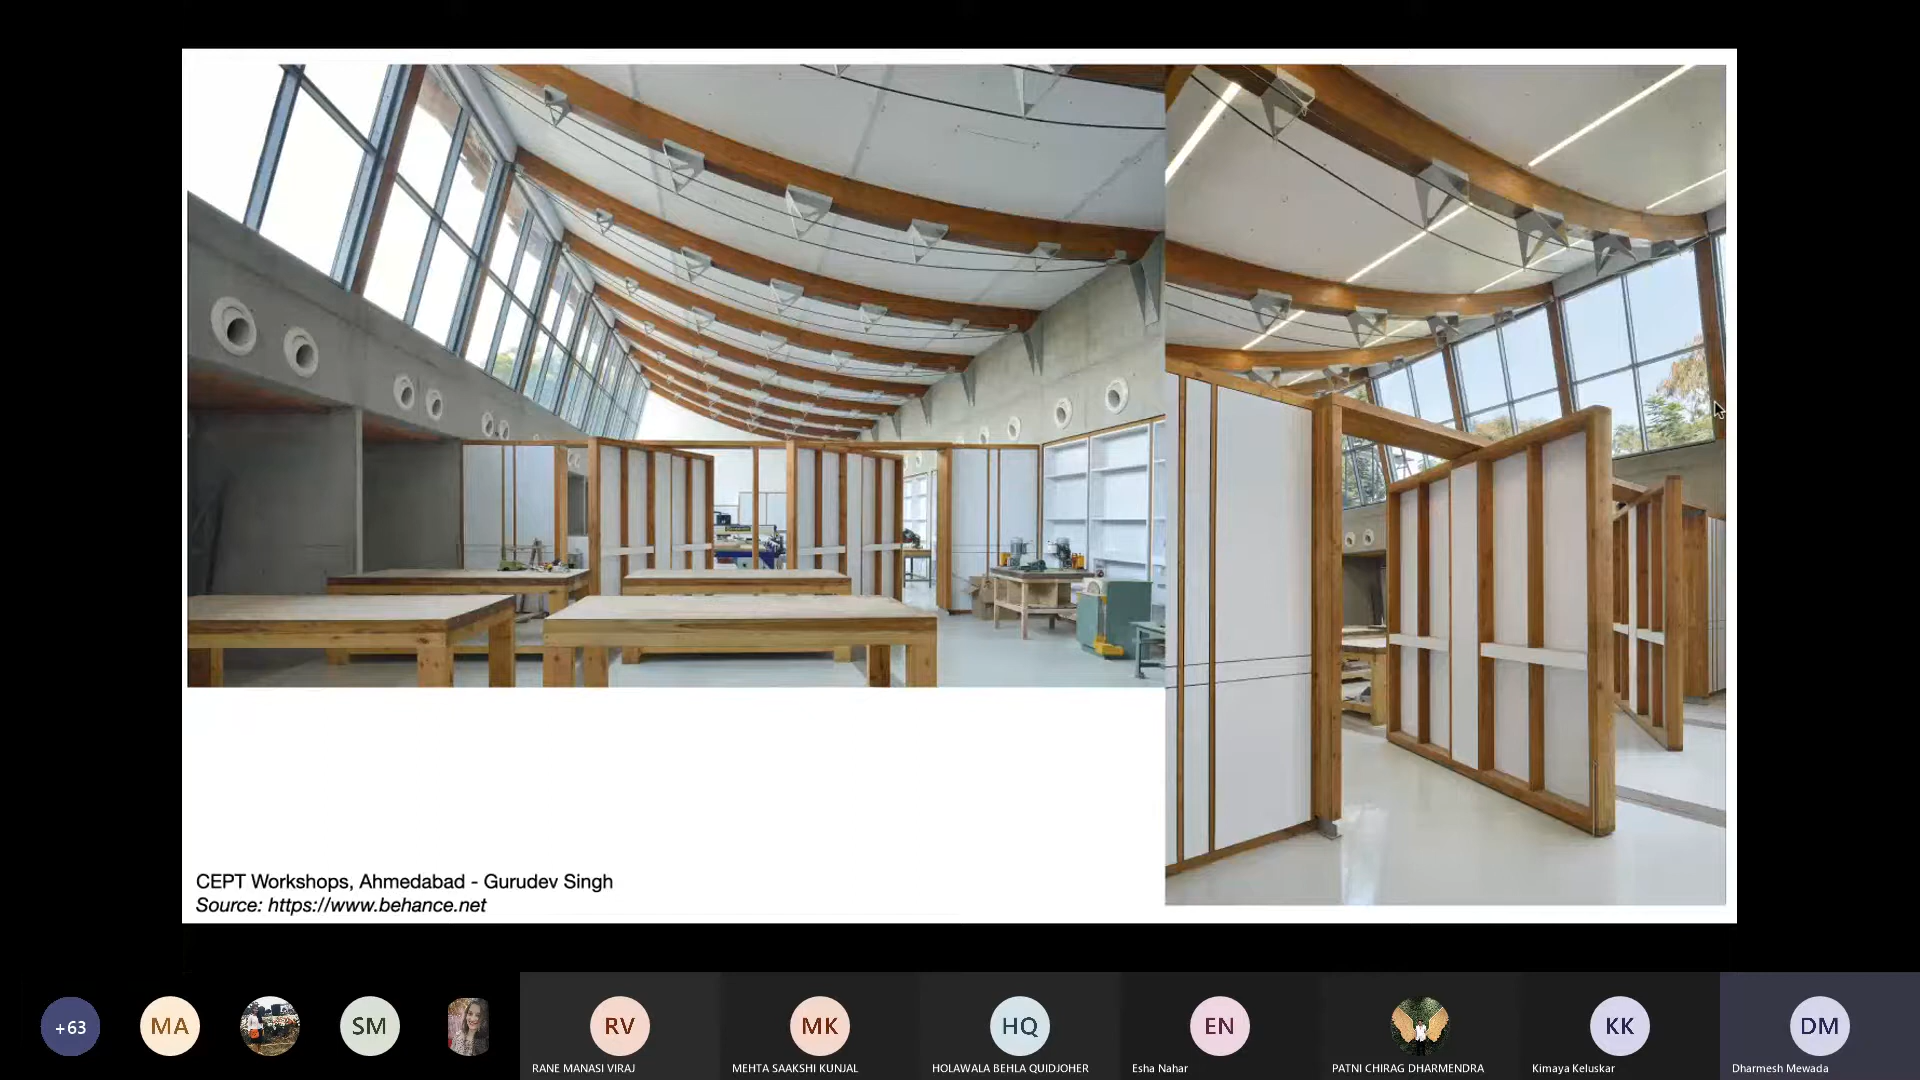 CEPT Workshops, Ahmedabad - Gurudev Singh
Source: https://www.behance.net
+63
MA
SM
RV
MK
HQ
EN
KK
DM
RANE MANASI VIRAJ
MEHTA SAAKSHI KUNJAL
HOLAWALA BEHLA QUIDJOHER
Esha Nahar
PATNI CHIRAG DHARMENDRA
Kimaya Keluskar
Dharmesh Mewada